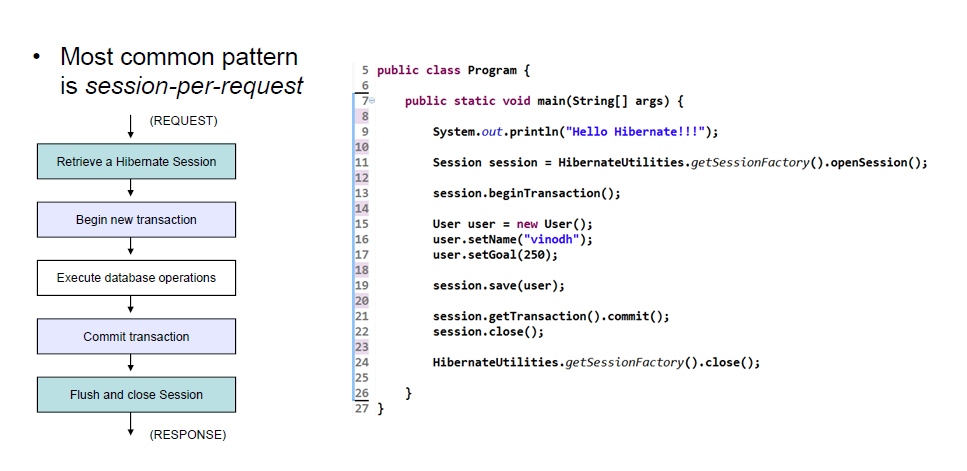 • Most common pattern
is session-per-request
(REQUEST)
Retrieve a Hibernate Session
Begin new transaction
Execute database operations
Commit transaction
Flush and close Session
(RESPONSE)
5 public class Program {
6
7 public static void main(String[] args) {
8
9 System.out.println("Hello Hibernate!!!");
10
11 Session session = HibernateUtilities.getSessionFactory().openSession();
12
13 session.beginTransaction();
14
15 User user = new User();
16 user.setName("vinodh");
17 user.setGoal(250);
18
19 session.save(user);
20
21 session.getTransaction().commit();
22 session.close();
23
24 HibernateUtilities.getSessionFactory().close();
25
26 }
27 }